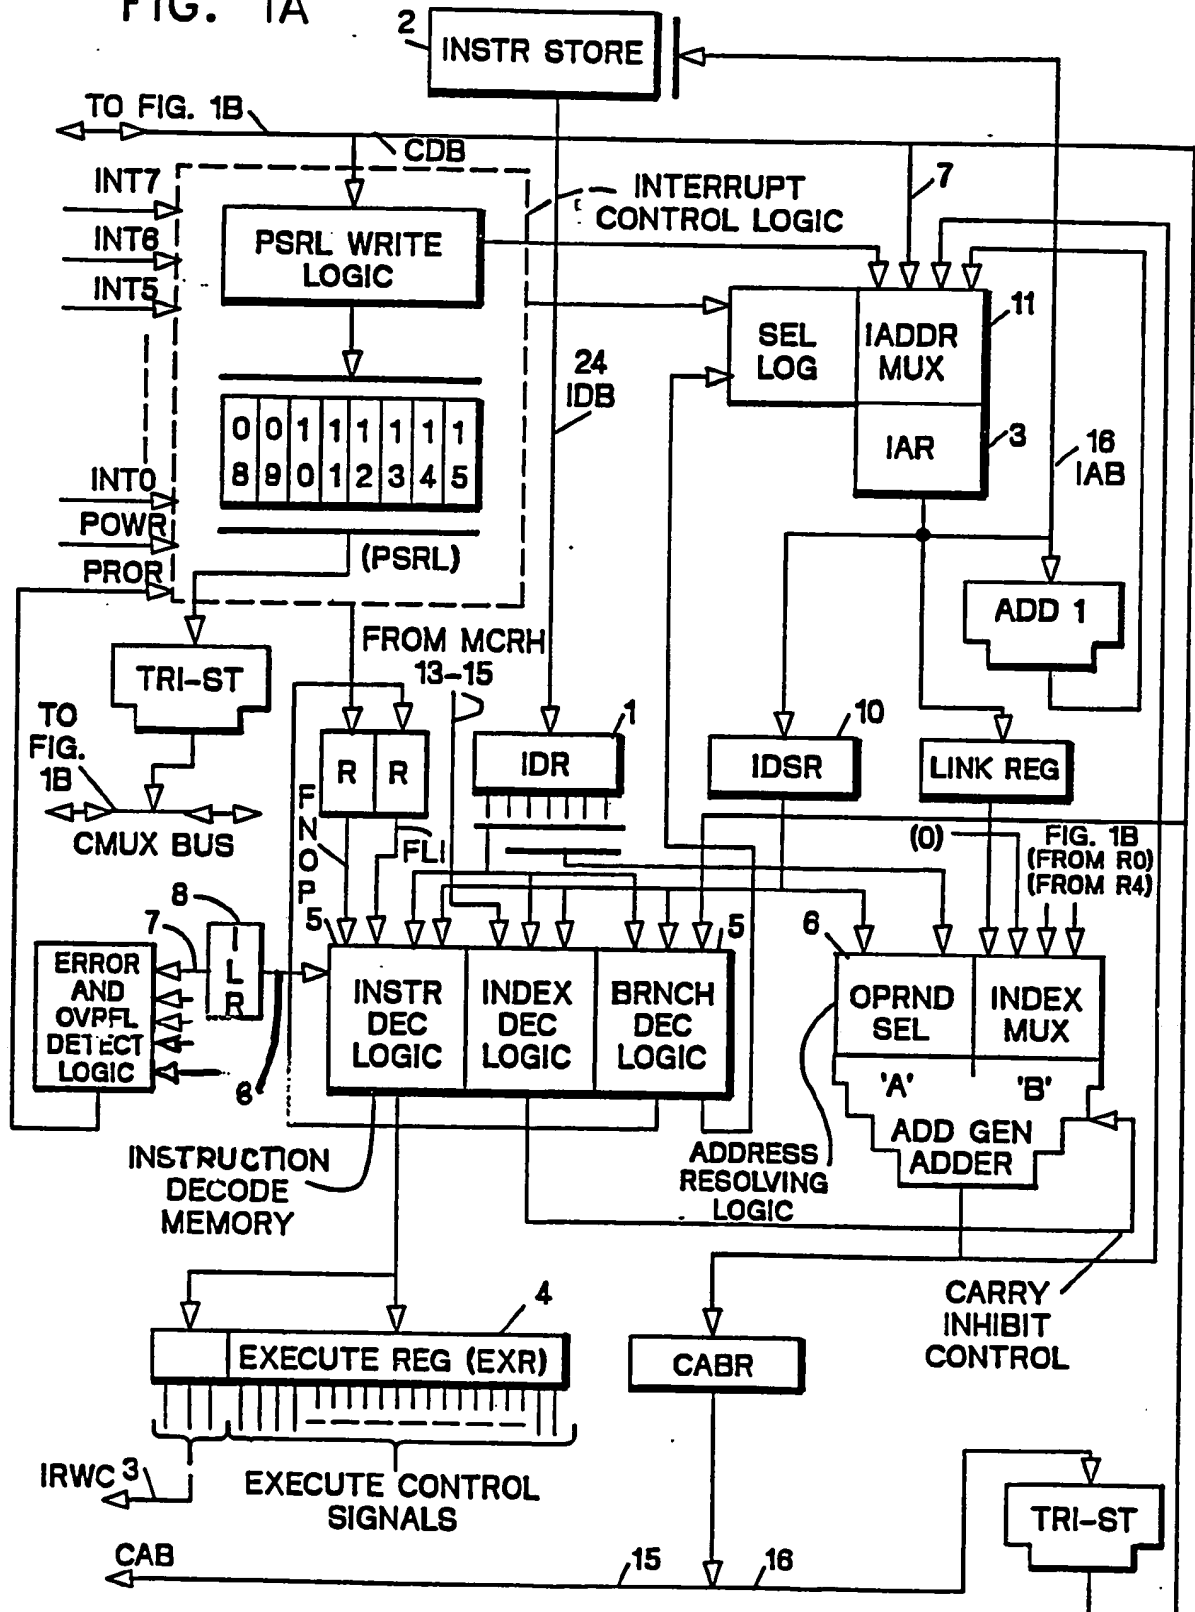 FIG. 1A
2
INSTR STORE
TO FIG. 1B
CDB
INT7
INT6
INT5
INT0
POWR
PROR
INTERRUPT
CONTROL LOGIC
7
PSRL WRITE
LOGIC
24
IDB
SEL
LOG
IADDR
MUX
11
IAR
3
16
IAB
0 0 1 1 1 1 1 1
8 9 0 1 2 3 4 5
(PSRL)
ADD 1
FROM MCRH
13-15
TRI-ST
TO
FIG.
1B
CMUX BUS
R R
1
IDR
10
IDSR
LINK REG
FNOP
FLI
(0)
FIG. 1B
(FROM R0)
(FROM R4)
8
7
5
5
6
ERROR
AND
OVPFL
DETECT
LOGIC
ILR
6
INSTR
DEC
LOGIC
INDEX
DEC
LOGIC
BRNCH
DEC
LOGIC
OPRND
SEL
INDEX
MUX
'A'
'B'
ADD GEN
ADDER
INSTRUCTION
DECODE
MEMORY
ADDRESS
RESOLVING
LOGIC
CARRY
INHIBIT
CONTROL
4
EXECUTE REG (EXR)
CABR
IRWC 3
EXECUTE CONTROL
SIGNALS
TRI-ST
CAB
15
16